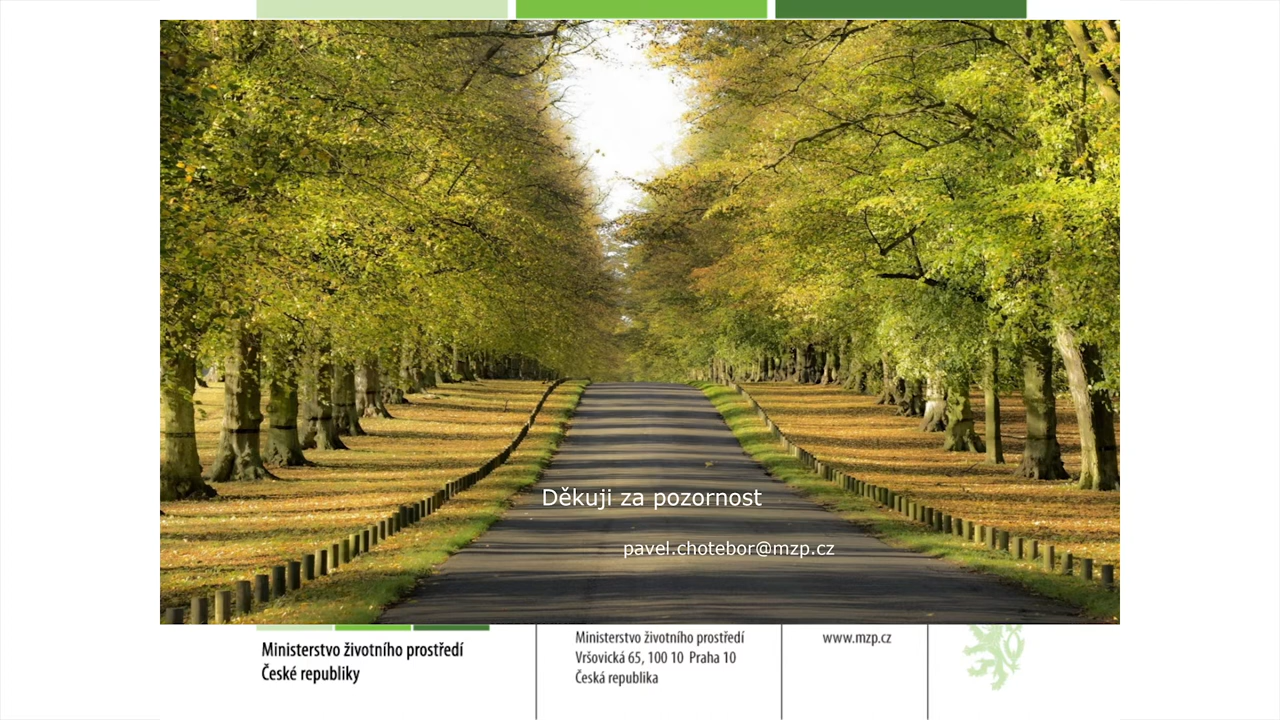 Děkuji za pozornost
pavel.chotebor@mzp.cz
Ministerstvo životního prostředí
České republiky
Ministerstvo životního prostředí
Vršovická 65, 100 10 Praha 10
Česká republika
www.mzp.cz